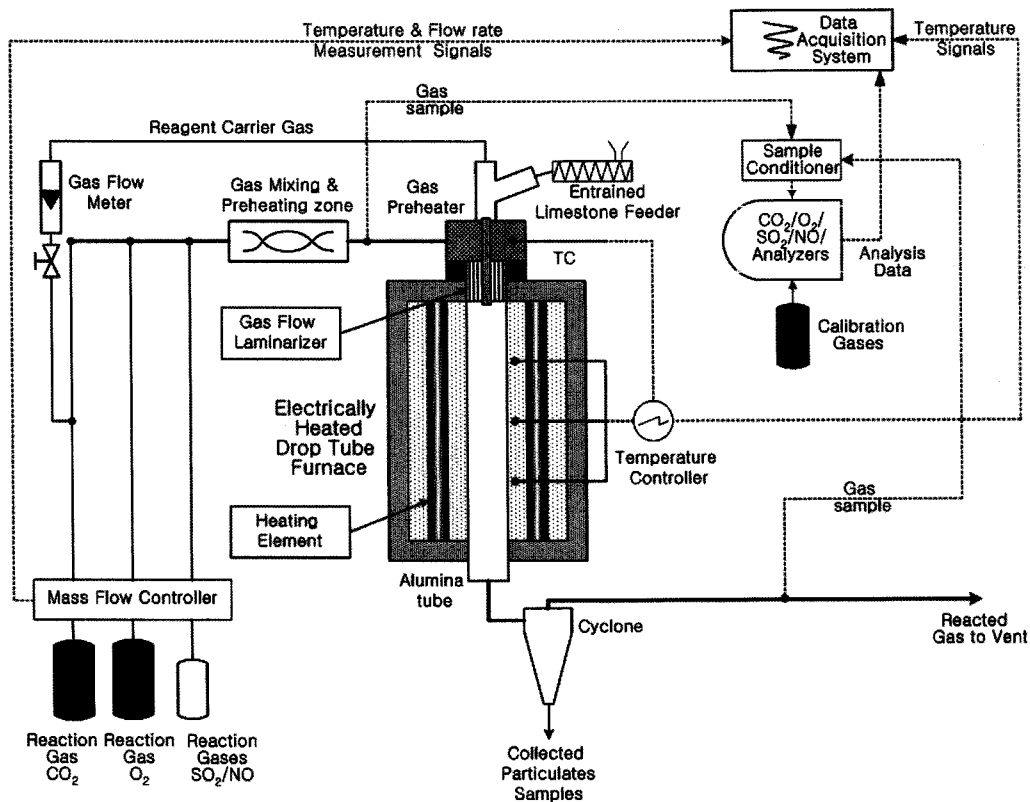 Temperature & Flow rate
Measurement Signals
Data
Acquisition
System
Temperature
Signals
Gas
sample
Reagent Carrier Gas
Sample
Conditioner
Gas Flow
Meter
Gas Mixing &
Preheating zone
Gas
Preheater
Entrained
Limestone Feeder
CO₂/O₂/
SO₂/NO/
Analyzers
TC
Analysis
Data
Gas Flow
Laminarizer
Calibration
Gases
Electrically
Heated
Drop Tube
Furnace
Temperature
Controller
Gas
sample
Heating
Element
Alumina
tube
Mass Flow Controller
Cyclone
Reacted
Gas to Vent
Reaction
Gas
CO₂
Reaction
Gas
O₂
Reaction
Gases
SO₂/NO
Collected
Particulates
Samples